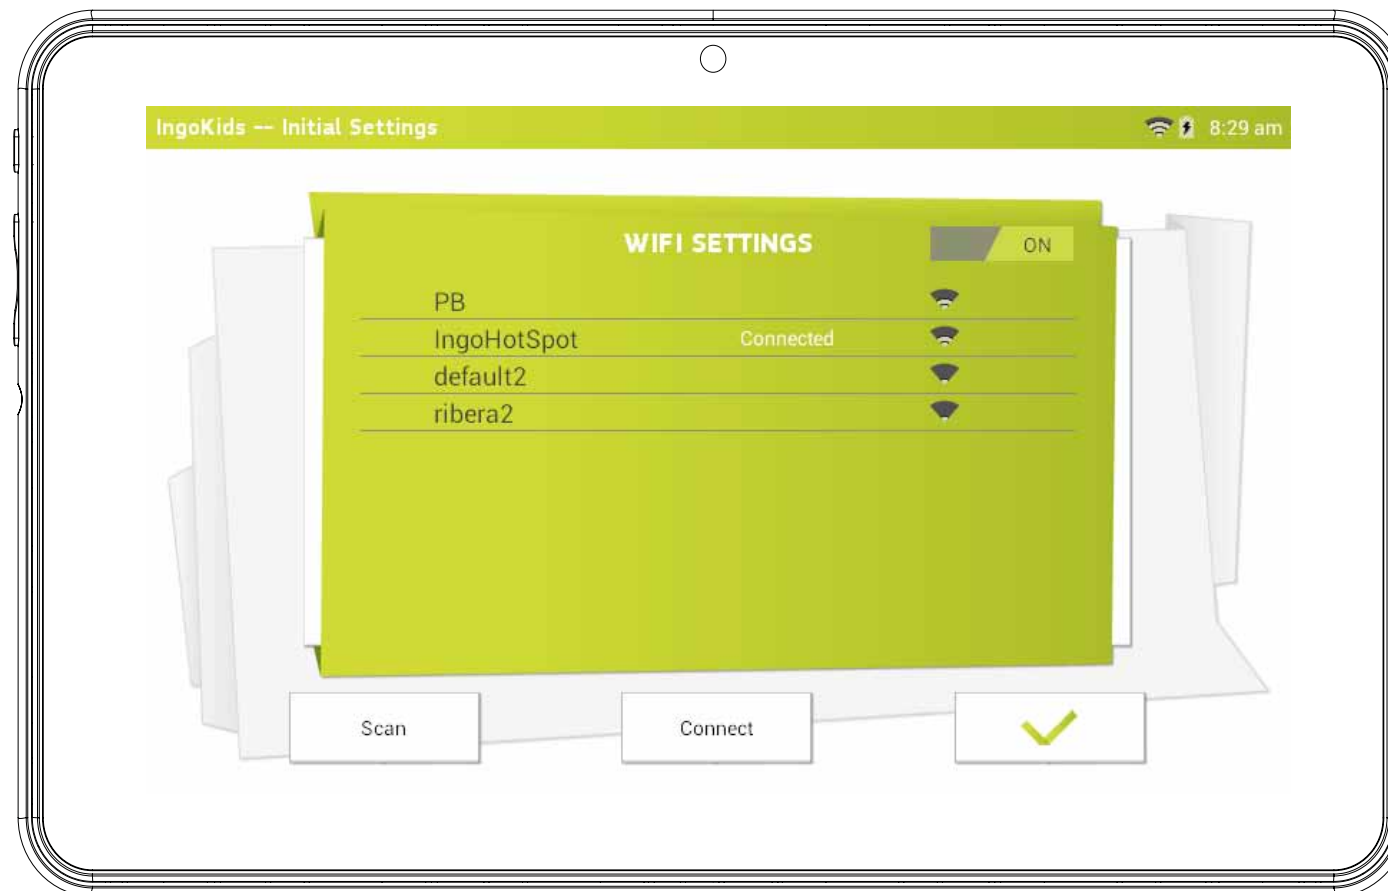 IngoKids -- Initial Settings 8:29 am
WIFI SETTINGS ON
PB
IngoHotSpot Connected
default2
ribera2
Scan Connect